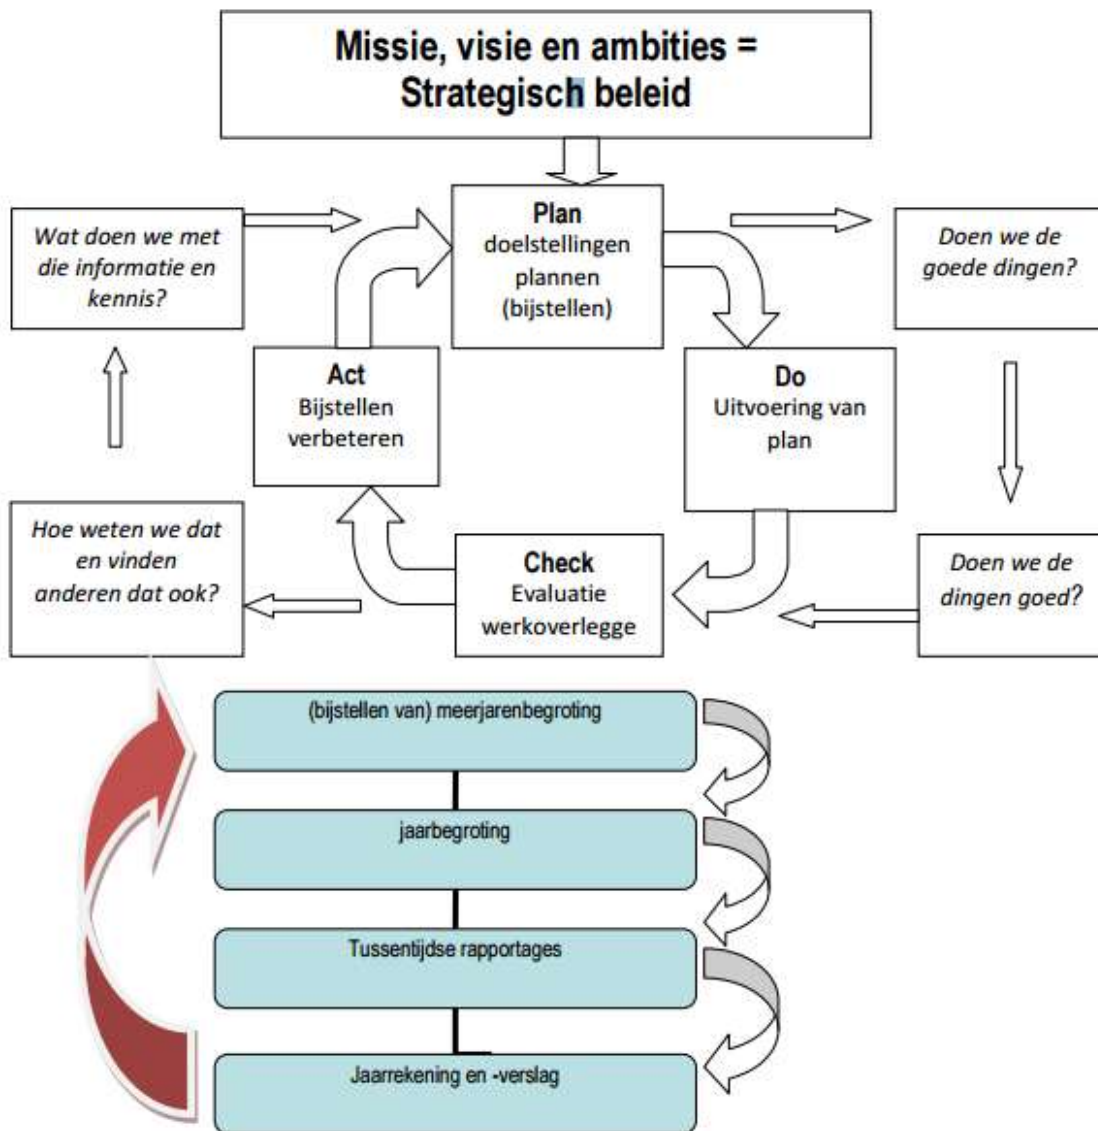 Missie, visie en ambities =
Strategisch beleid
Wat doen we met
die informatie en
kennis?
Plan
doelstellingen
plannen
(bijstellen)
Doen we de
goede dingen?
Act
Bijstellen
verbeteren
Do
Uitvoering van
plan
Hoe weten we dat
en vinden
anderen dat ook?
Check
Evaluatie
werkoverlegge
Doen we de
dingen goed?
(bijstellen van) meerjarenbegroting
jaarbegroting
Tussentijdse rapportages
Jaarrekening en -verslag